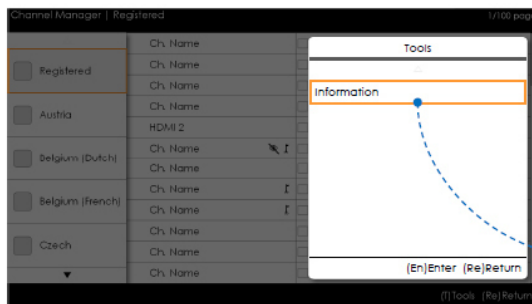 Channel Manager | Registered
1/100 page
Registered
Austria
Belgium (Dutch)
Belgium (French)
Czech
Ch. Name
Ch. Name
Ch. Name
Ch. Name
HDMI 2
Ch. Name
Ch. Name
Ch. Name
Ch. Name
Ch. Name
Ch. Name
Ch. Name
Tools
Information
(En)Enter (Re)Return
(T)Tools (Re)Return